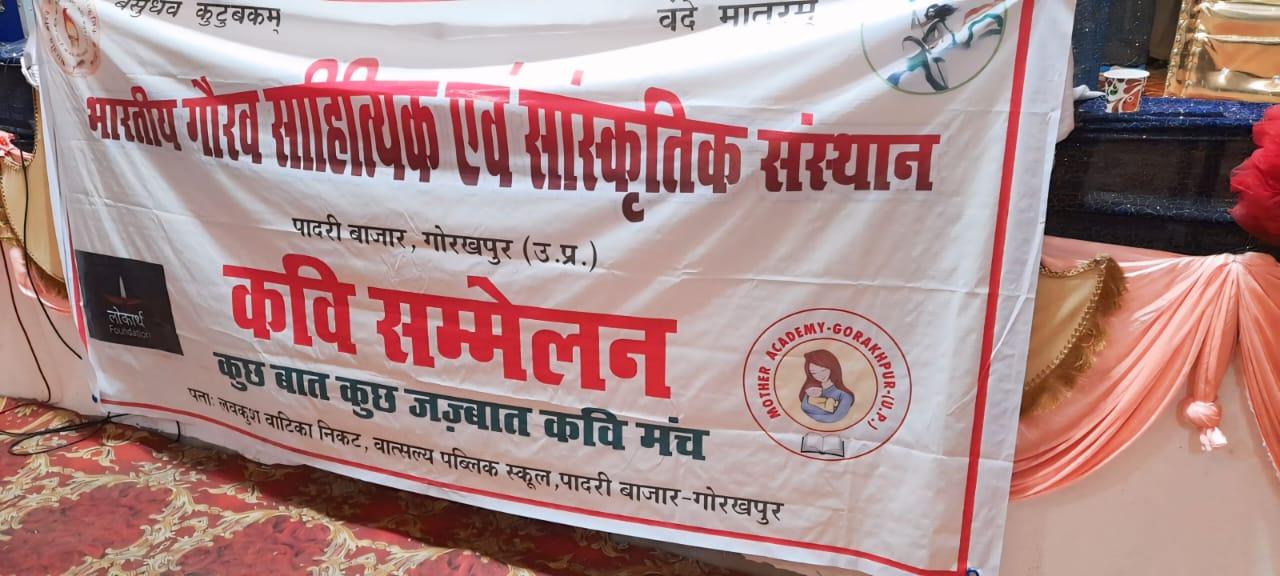 वसुधैव कुटुबकम् वंदे मातरम्
भारतीय गौरव साहित्यिक एवं सांस्कृतिक संस्थान
पादरी बाजार, गोरखपुर (उ.प्र.)
लोकार्थ
Foundation
कवि सम्मेलन
कुछ बात कुछ जज़्बात कवि मंच
पताः लवकुश वाटिका निकट, वात्सल्य पब्लिक स्कूल,पादरी बाजार-गोरखपुर
MOTHER ACADEMY-GORAKHPUR-(U.P.)